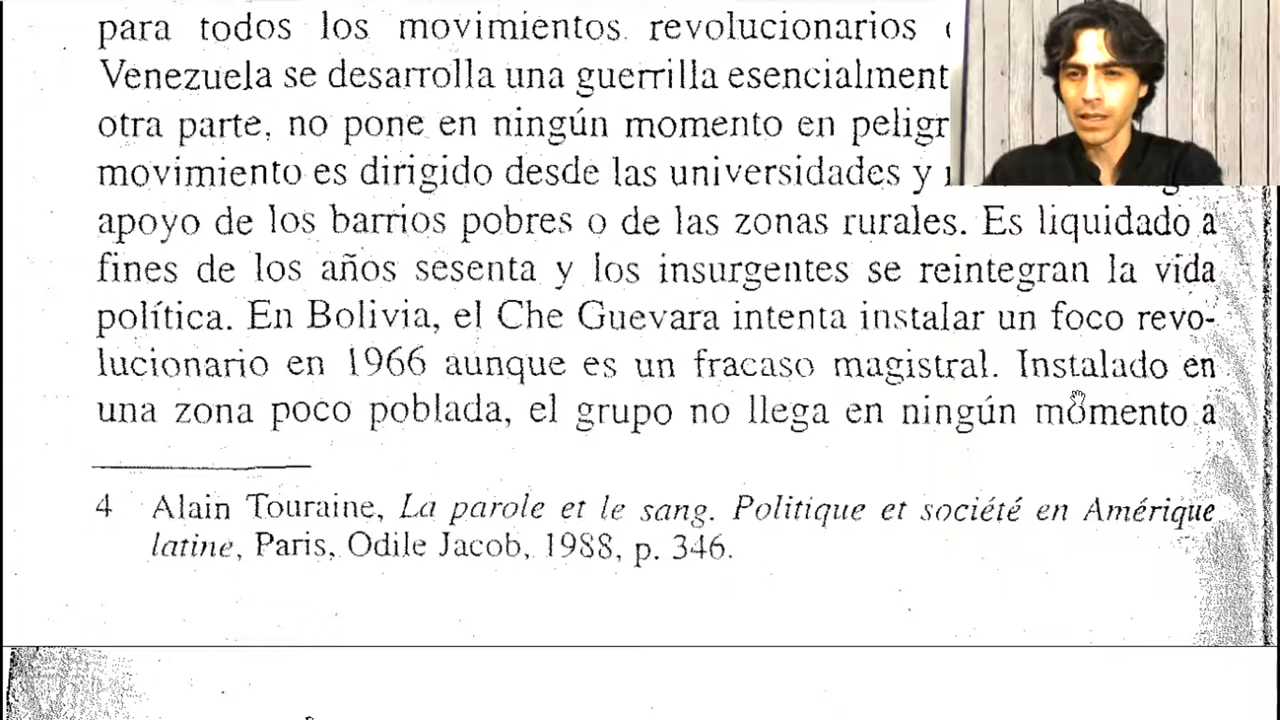 para todos los movimientos revolucionarios
Venezuela se desarrolla una guerrilla esencialment
otra parte, no pone en ningún momento en peligr
movimiento es dirigido desde las universidades y
apoyo de los barrios pobres o de las zonas rurales. Es liquidado a
fines de los años sesenta y los insurgentes se reintegran la vida
política. En Bolivia, el Che Guevara intenta instalar un foco revo-
lucionario en 1966 aunque es un fracaso magistral. Instalado en
una zona poco poblada, el grupo no llega en ningún momento a
4 Alain Touraine, La parole et le sang. Politique et société en Amérique
latine, Paris, Odile Jacob, 1988, p. 346.